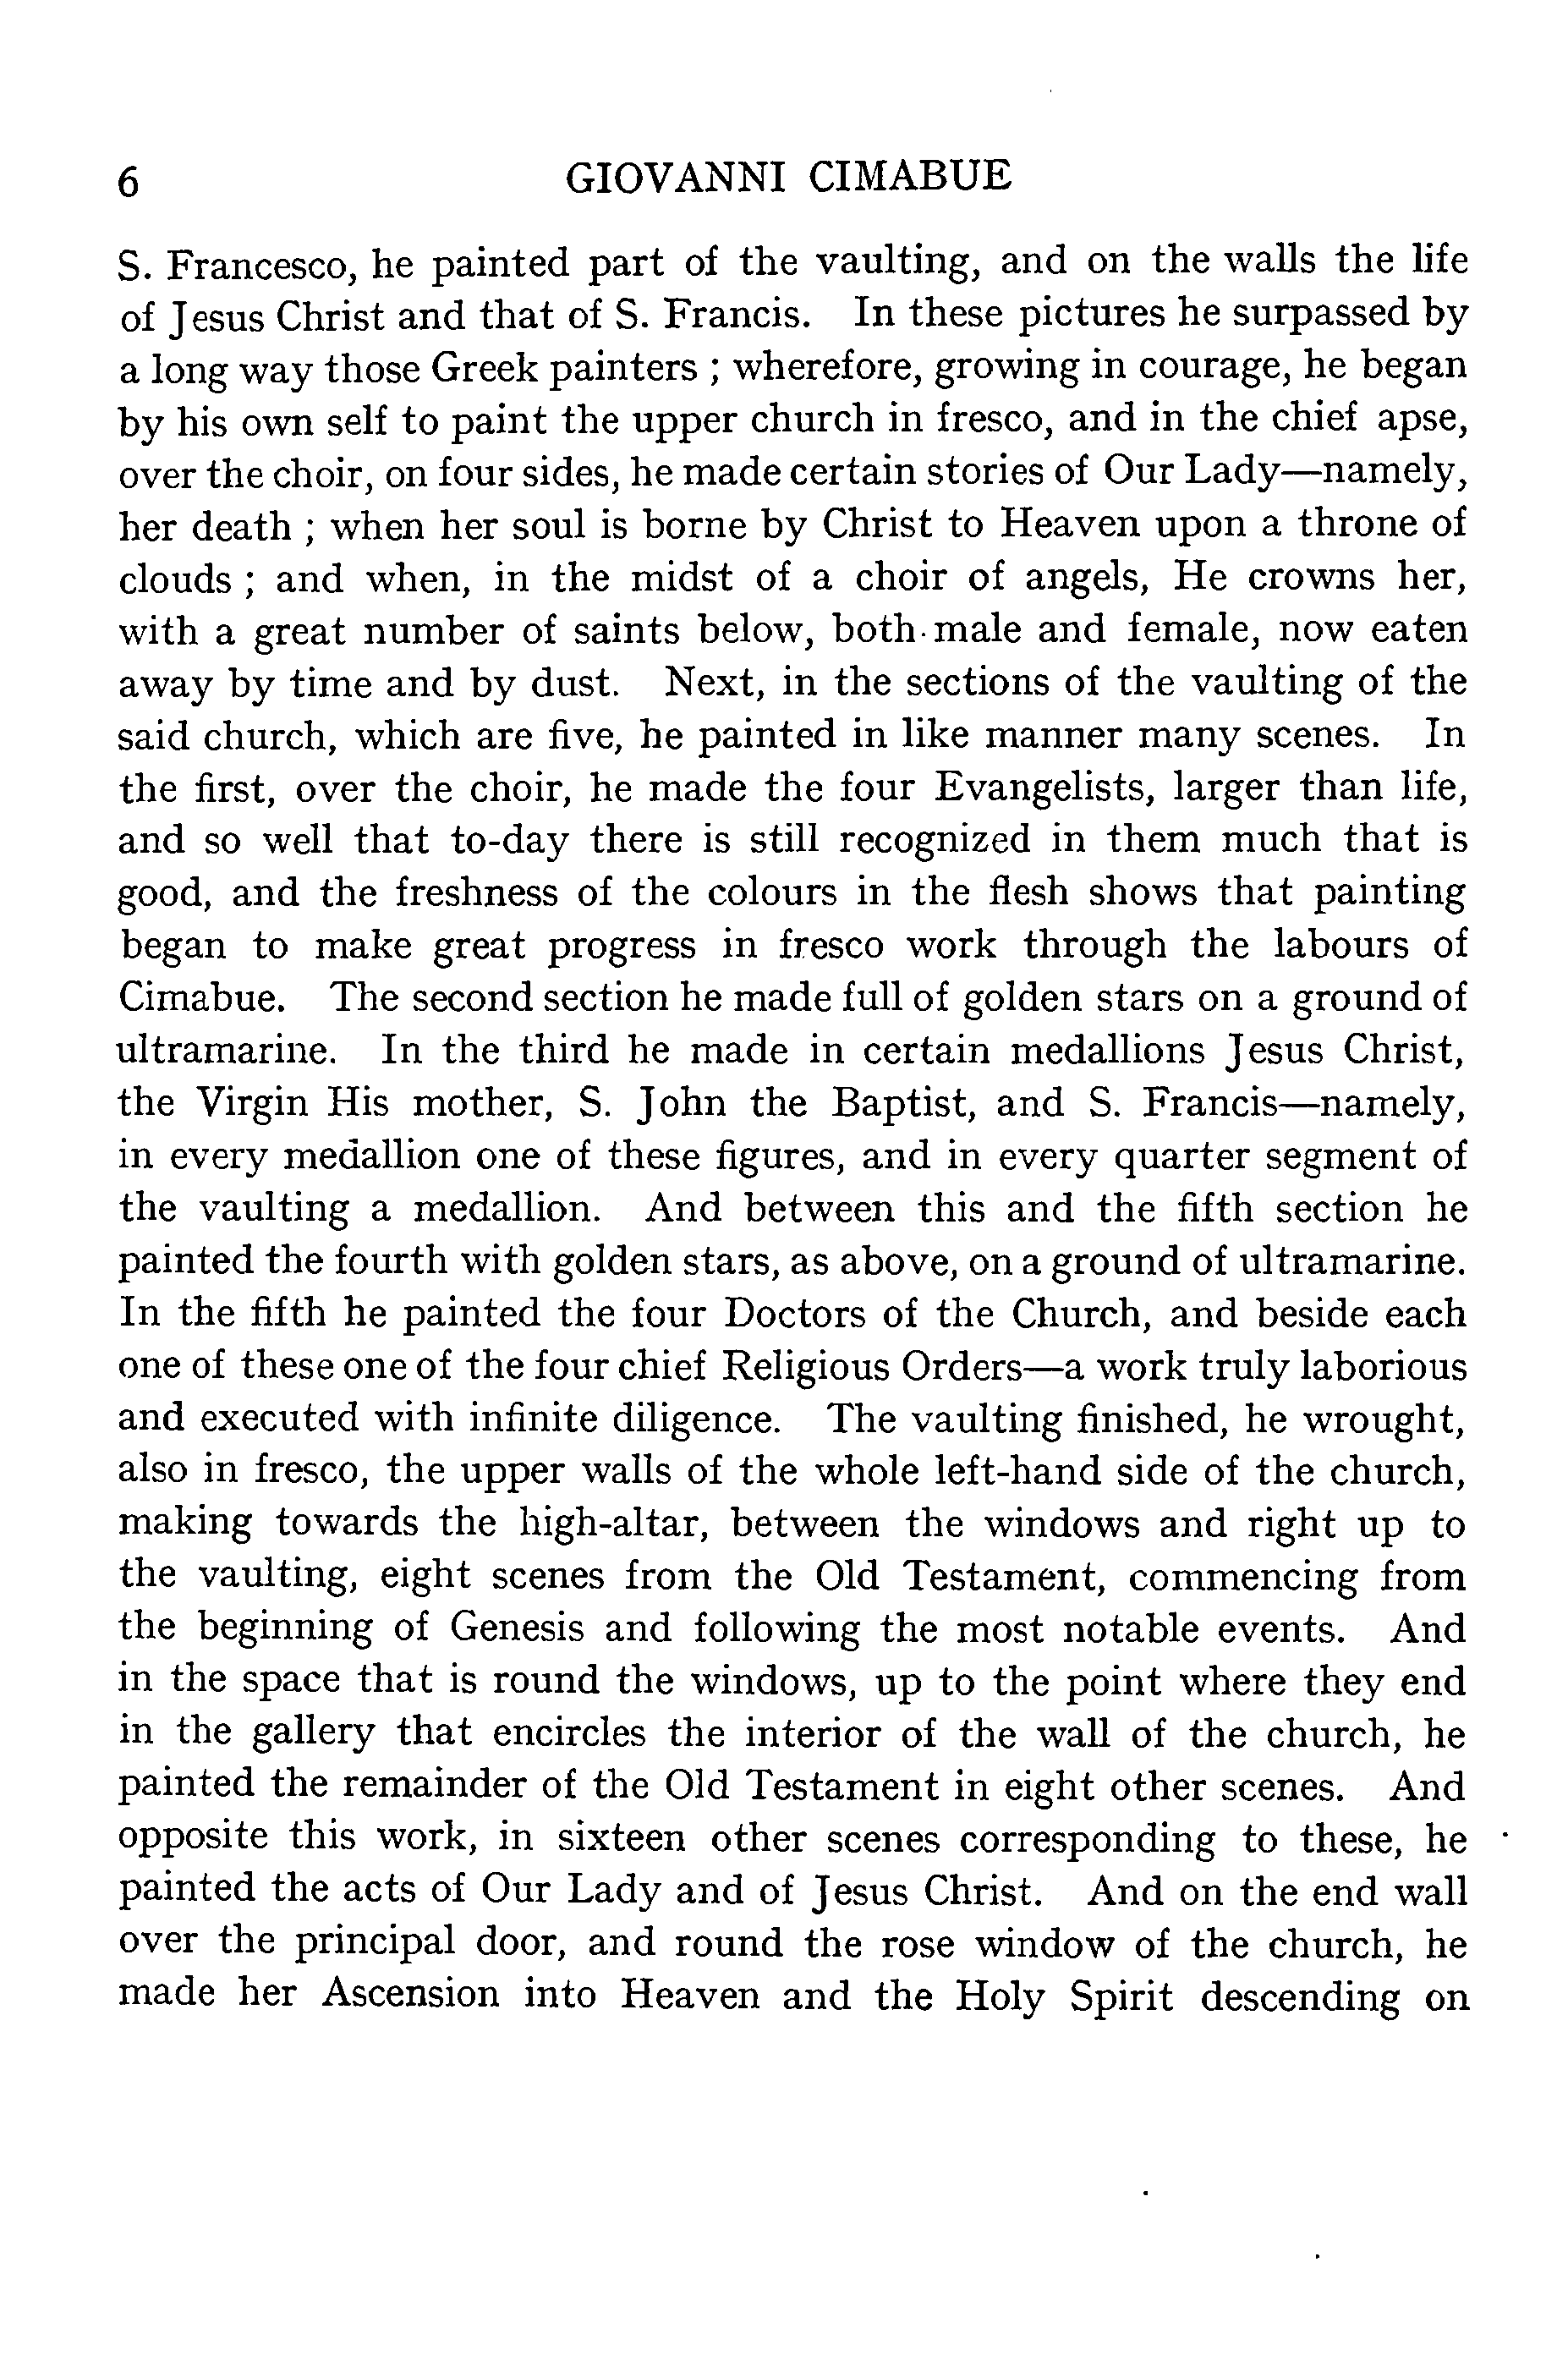 6 GIOVANNI CIMABUE
S. Francesco, he painted part of the vaulting, and on the walls the life
of Jesus Christ and that of S. Francis. In these pictures he surpassed by
a long way those Greek painters ; wherefore, growing in courage, he began
by his own self to paint the upper church in fresco, and in the chief apse,
over the choir, on four sides, he made certain stories of Our Lady—namely,
her death ; when her soul is borne by Christ to Heaven upon a throne of
clouds ; and when, in the midst of a choir of angels, He crowns her,
with a great number of saints below, both male and female, now eaten
away by time and by dust. Next, in the sections of the vaulting of the
said church, which are five, he painted in like manner many scenes. In
the first, over the choir, he made the four Evangelists, larger than life,
and so well that to-day there is still recognized in them much that is
good, and the freshness of the colours in the flesh shows that painting
began to make great progress in fresco work through the labours of
Cimabue. The second section he made full of golden stars on a ground of
ultramarine. In the third he made in certain medallions Jesus Christ,
the Virgin His mother, S. John the Baptist, and S. Francis—namely,
in every medallion one of these figures, and in every quarter segment of
the vaulting a medallion. And between this and the fifth section he
painted the fourth with golden stars, as above, on a ground of ultramarine.
In the fifth he painted the four Doctors of the Church, and beside each
one of these one of the four chief Religious Orders—a work truly laborious
and executed with infinite diligence. The vaulting finished, he wrought,
also in fresco, the upper walls of the whole left-hand side of the church,
making towards the high-altar, between the windows and right up to
the vaulting, eight scenes from the Old Testament, commencing from
the beginning of Genesis and following the most notable events. And
in the space that is round the windows, up to the point where they end
in the gallery that encircles the interior of the wall of the church, he
painted the remainder of the Old Testament in eight other scenes. And
opposite this work, in sixteen other scenes corresponding to these, he
painted the acts of Our Lady and of Jesus Christ. And on the end wall
over the principal door, and round the rose window of the church, he
made her Ascension into Heaven and the Holy Spirit descending on